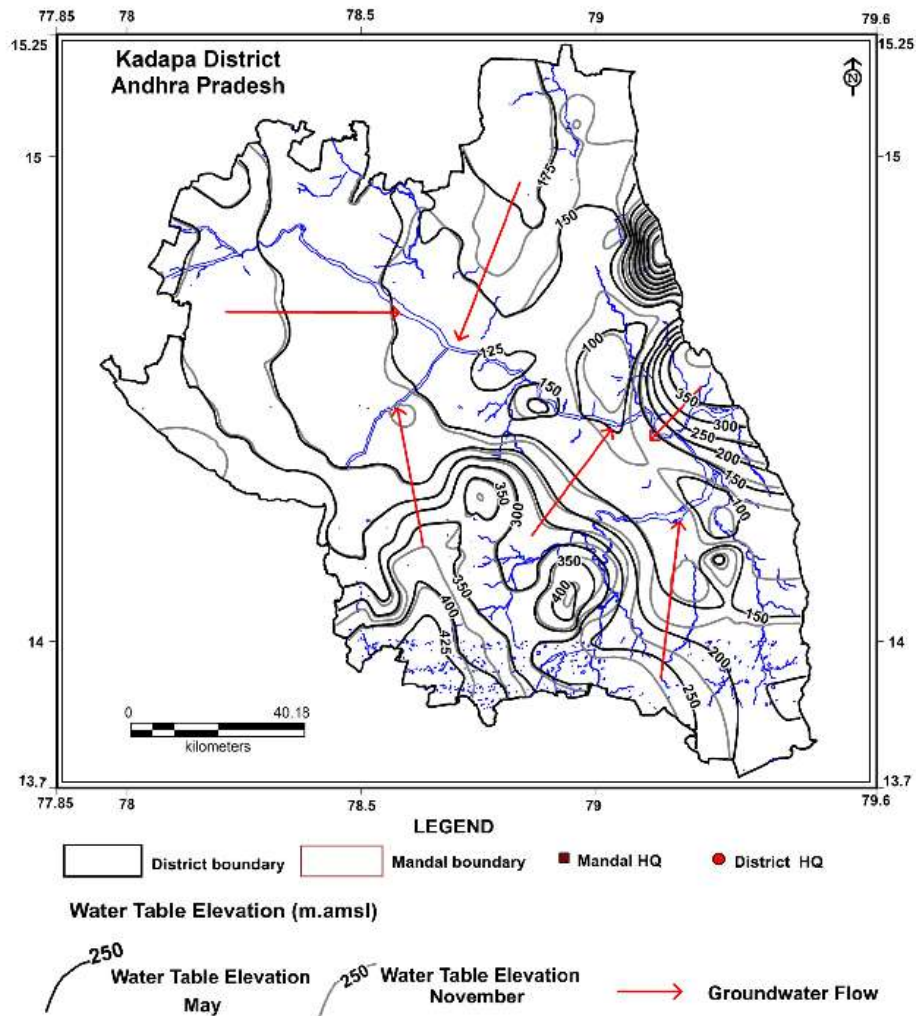 77.85 78 78.5 79 79.6
15.25 15.25
Kadapa District
Andhra Pradesh
N
15 15
175
150
125
100
150
350
300
250
200
150
350
300
100
350
400
350
400
425
150
200
250
14 14
0 40.18
kilometers
13.7 13.7
77.85 78 78.5 79 79.6
LEGEND
District boundary Mandal boundary Mandal HQ District HQ
Water Table Elevation (m.amsl)
250 Water Table Elevation
May
250 Water Table Elevation
November
Groundwater Flow